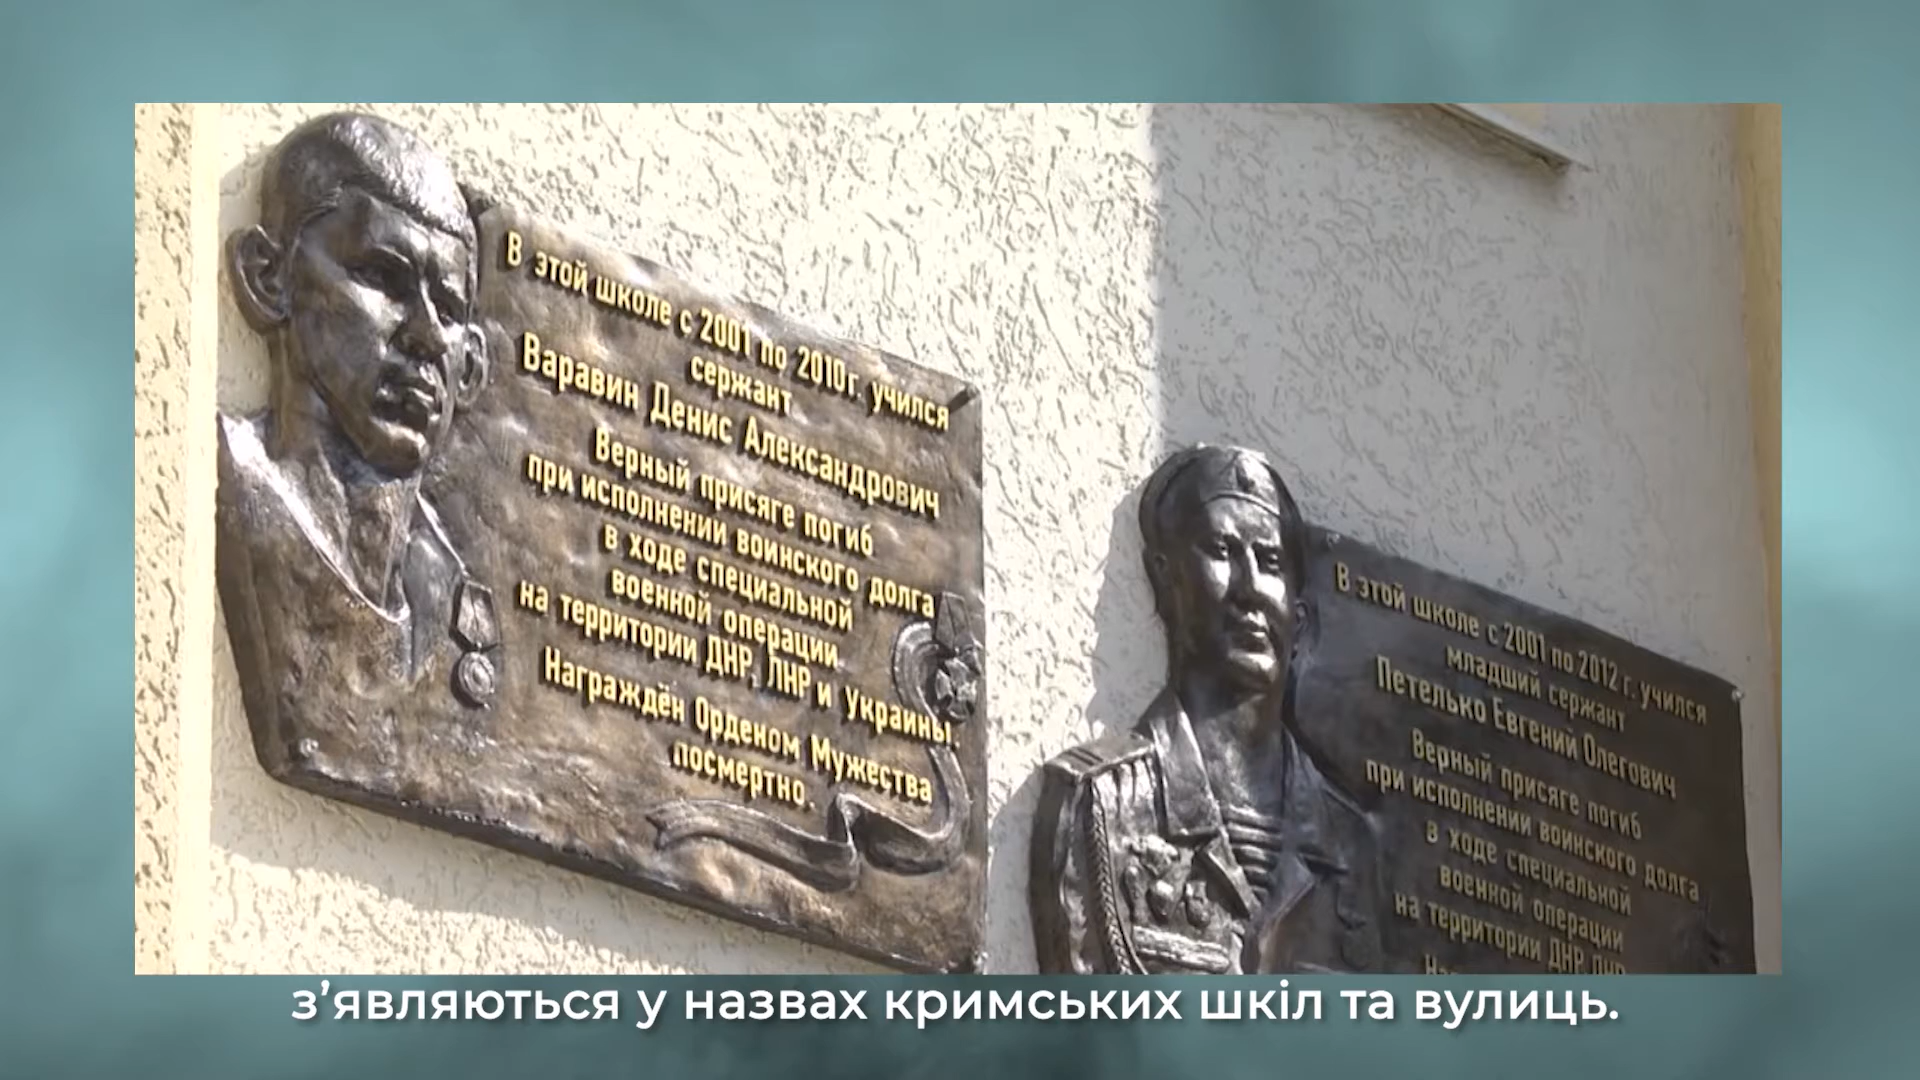 В этой школе с 2001 по 2010 г. учился
сержант
Варавин Денис Александрович
Верный присяге погиб
при исполнении воинского долга
в ходе специальной
военной операции
на территории ДНР, ЛНР и Украины.
Награждён Орденом Мужества
посмертно.
В этой школе с 2001 по 2012 г. учился
младший сержант
Петелько Евгений Олегович
Верный присяге погиб
при исполнении воинского долга
в ходе специальной
военной операции
на территории ДНР, ЛНР
з’являються у назвах кримських шкіл та вулиць.